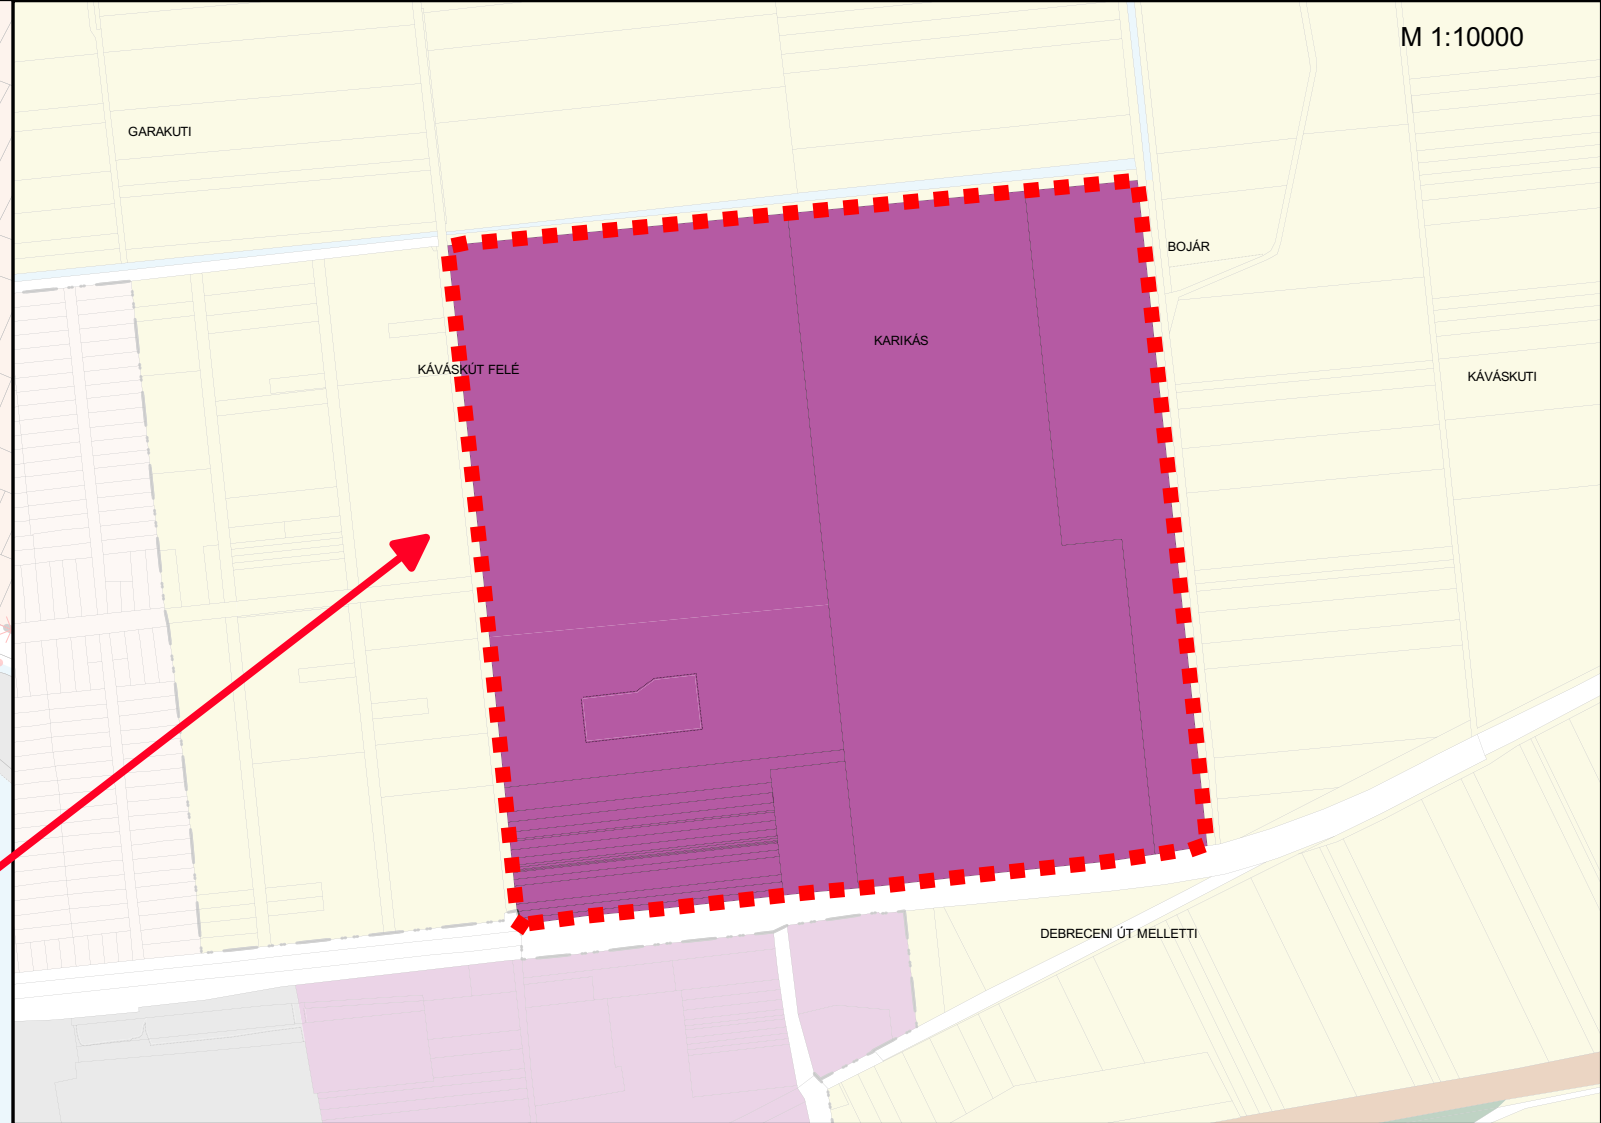 M 1:10000
GARAKUTI
BOJÁR
KARIKÁS
KÁVÁSKÚT FELÉ
KÁVÁSKUTI
DEBRECENI ÚT MELLETTI